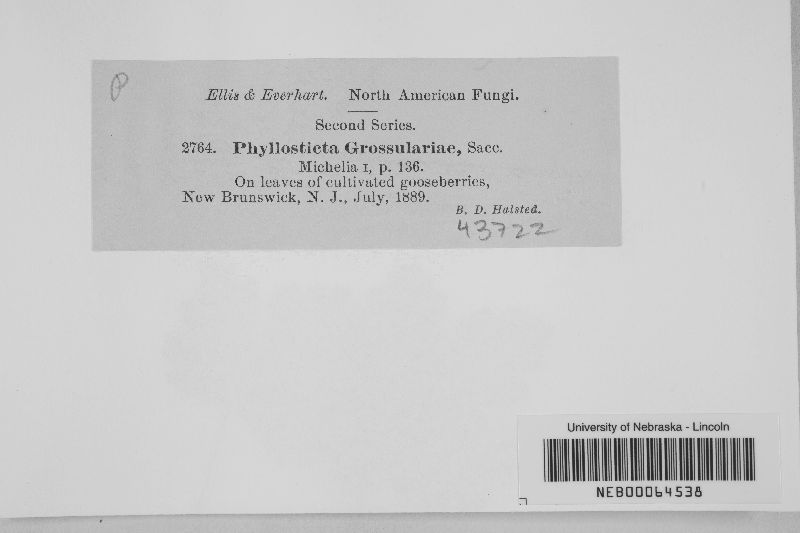 P
Ellis & Everhart. North American Fungi.
Second Series.
2764. Phyllosticta Grossulariae, Sacc.
Michelia I, p. 136.
On leaves of cultivated gooseberries,
New Brunswick, N. J., July, 1889.
B. D. Halsted.
43722
University of Nebraska - Lincoln
NEB00064538